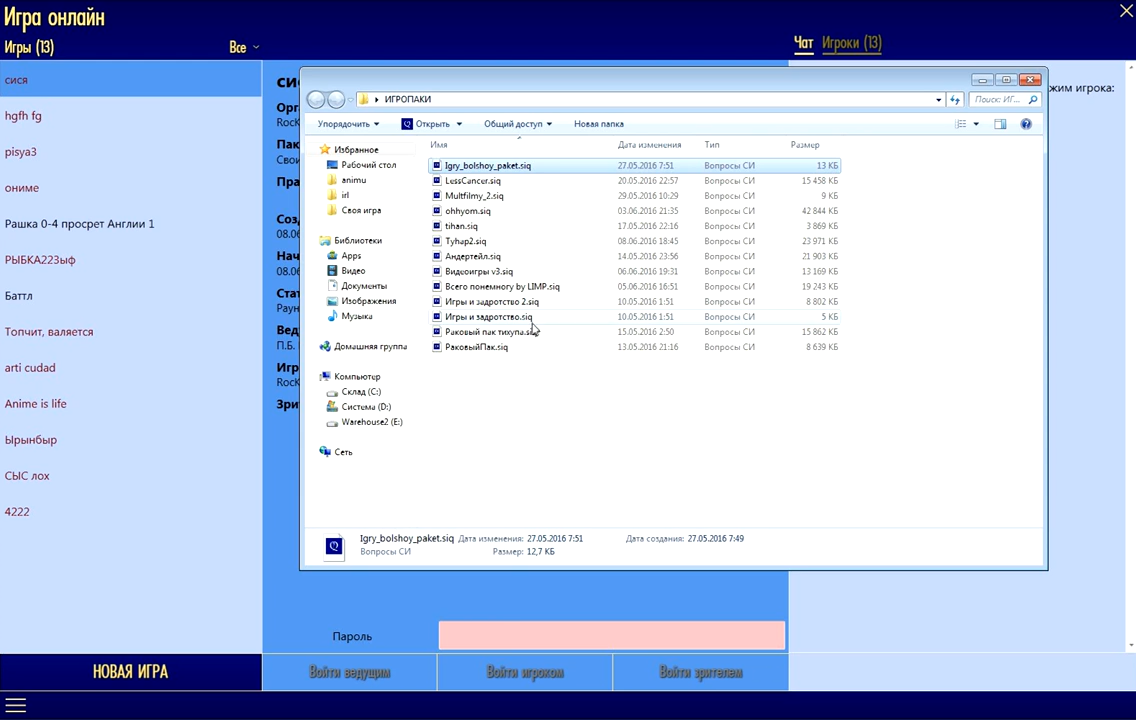 Игра онлайн
Игры (13) Все
Чат Игроки (13)
сися
hgfh fg
pisya3
ониме
Рашка 0-4 просрет Англии 1
РЫБКА223ыф
Баттл
Топчит, валяется
arti cudad
Anime is life
Ырынбыр
СЫС лох
4222
НОВАЯ ИГРА
жим игрока:
ИГРОПАКИ
Поиск: ИГ...
Упорядочить Открыть Общий доступ Новая папка
Избранное
Рабочий стол
animu
irl
Своя игра
Библиотеки
Apps
Видео
Документы
Изображения
Музыка
Домашняя группа
Компьютер
Склад (C:)
Система (D:)
Warehouse2 (E:)
Сеть
Имя Дата изменения Тип Размер
Igry_bolshoy_paket.siq 27.05.2016 7:51 Вопросы СИ 13 КБ
LessCancer.siq 20.05.2016 22:57 Вопросы СИ 15 458 КБ
Multfilmy_2.siq 29.05.2016 10:29 Вопросы СИ 9 КБ
ohhyom.siq 03.06.2016 21:35 Вопросы СИ 42 844 КБ
tihan.siq 17.05.2016 22:16 Вопросы СИ 3 869 КБ
Tyhap2.siq 08.06.2016 18:45 Вопросы СИ 23 971 КБ
Андертейл.siq 14.05.2016 23:56 Вопросы СИ 21 903 КБ
Видеоигры v3.siq 06.06.2016 19:31 Вопросы СИ 13 169 КБ
Всего понемногу by LIMP.siq 05.06.2016 16:51 Вопросы СИ 19 243 КБ
Игры и задротство 2.siq 10.05.2016 1:51 Вопросы СИ 8 802 КБ
Игры и задротство.siq 10.05.2016 1:51 Вопросы СИ 5 КБ
Раковый пак тихупа.siq 15.05.2016 2:50 Вопросы СИ 15 862 КБ
РаковыйПак.siq 13.05.2016 21:16 Вопросы СИ 8 639 КБ
Igry_bolshoy_paket.siq Дата изменения: 27.05.2016 7:51 Дата создания: 27.05.2016 7:49
Вопросы СИ Размер: 12,7 КБ
Пароль
Войти ведущим Войти игроком Войти зрителем